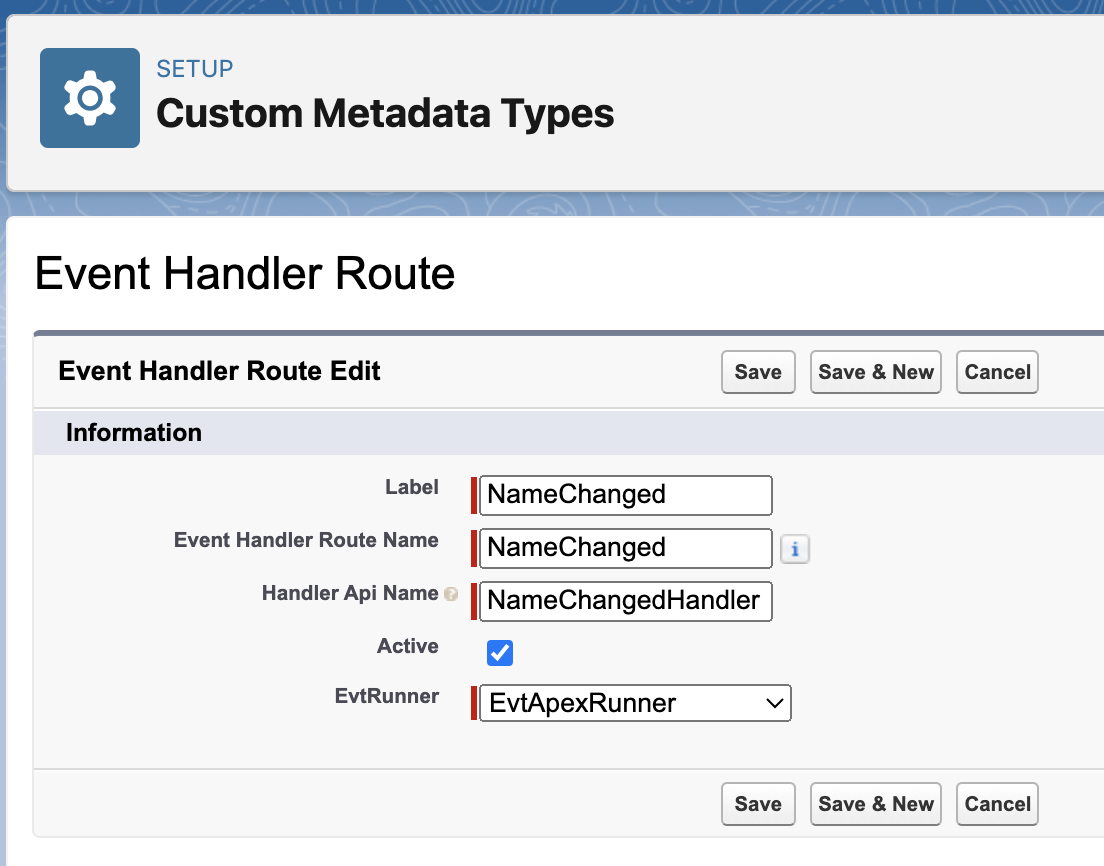 SETUP
Custom Metadata Types
Event Handler Route
Event Handler Route Edit Save Save & New Cancel
Information
Label NameChanged
Event Handler Route Name NameChanged i
Handler Api Name ? NameChangedHandler
Active
EvtRunner EvtApexRunner
Save Save & New Cancel